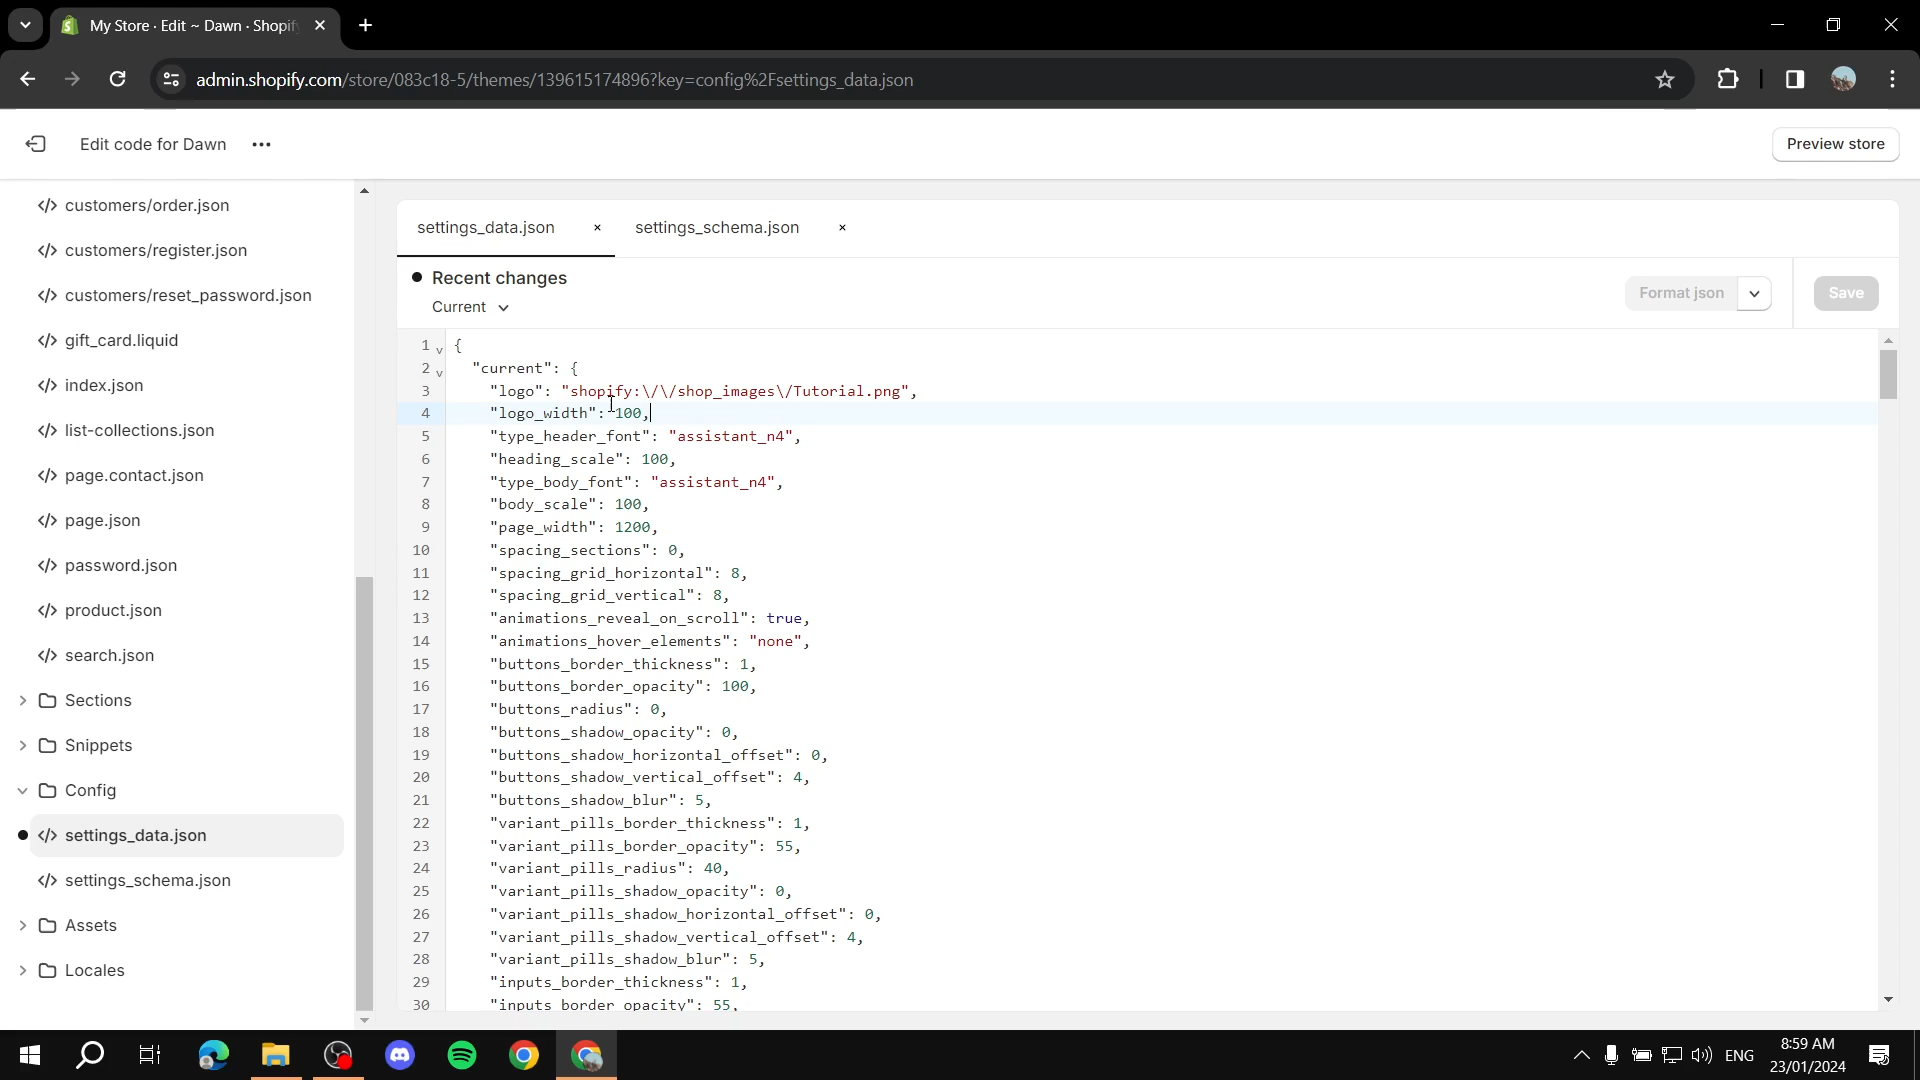 My Store · Edit ~ Dawn · Shopif
admin.shopify.com/store/083c18-5/themes/139615174896?key=config%2Fsettings_data.json
Edit code for Dawn
Preview store
customers/order.json
customers/register.json
customers/reset_password.json
gift_card.liquid
index.json
list-collections.json
page.contact.json
page.json
password.json
product.json
search.json
Sections
Snippets
Config
settings_data.json
settings_schema.json
Assets
Locales
settings_data.json × settings_schema.json ×
Recent changes
Current
Format json
Save
1 {
2 "current": {
3 "logo": "shopify:\/\/shop_images\/Tutorial.png",
4 "logo_width": 100,
5 "type_header_font": "assistant_n4",
6 "heading_scale": 100,
7 "type_body_font": "assistant_n4",
8 "body_scale": 100,
9 "page_width": 1200,
10 "spacing_sections": 0,
11 "spacing_grid_horizontal": 8,
12 "spacing_grid_vertical": 8,
13 "animations_reveal_on_scroll": true,
14 "animations_hover_elements": "none",
15 "buttons_border_thickness": 1,
16 "buttons_border_opacity": 100,
17 "buttons_radius": 0,
18 "buttons_shadow_opacity": 0,
19 "buttons_shadow_horizontal_offset": 0,
20 "buttons_shadow_vertical_offset": 4,
21 "buttons_shadow_blur": 5,
22 "variant_pills_border_thickness": 1,
23 "variant_pills_border_opacity": 55,
24 "variant_pills_radius": 40,
25 "variant_pills_shadow_opacity": 0,
26 "variant_pills_shadow_horizontal_offset": 0,
27 "variant_pills_shadow_vertical_offset": 4,
28 "variant_pills_shadow_blur": 5,
29 "inputs_border_thickness": 1,
30 "inputs_border_opacity": 55,
ENG
8:59 AM
23/01/2024